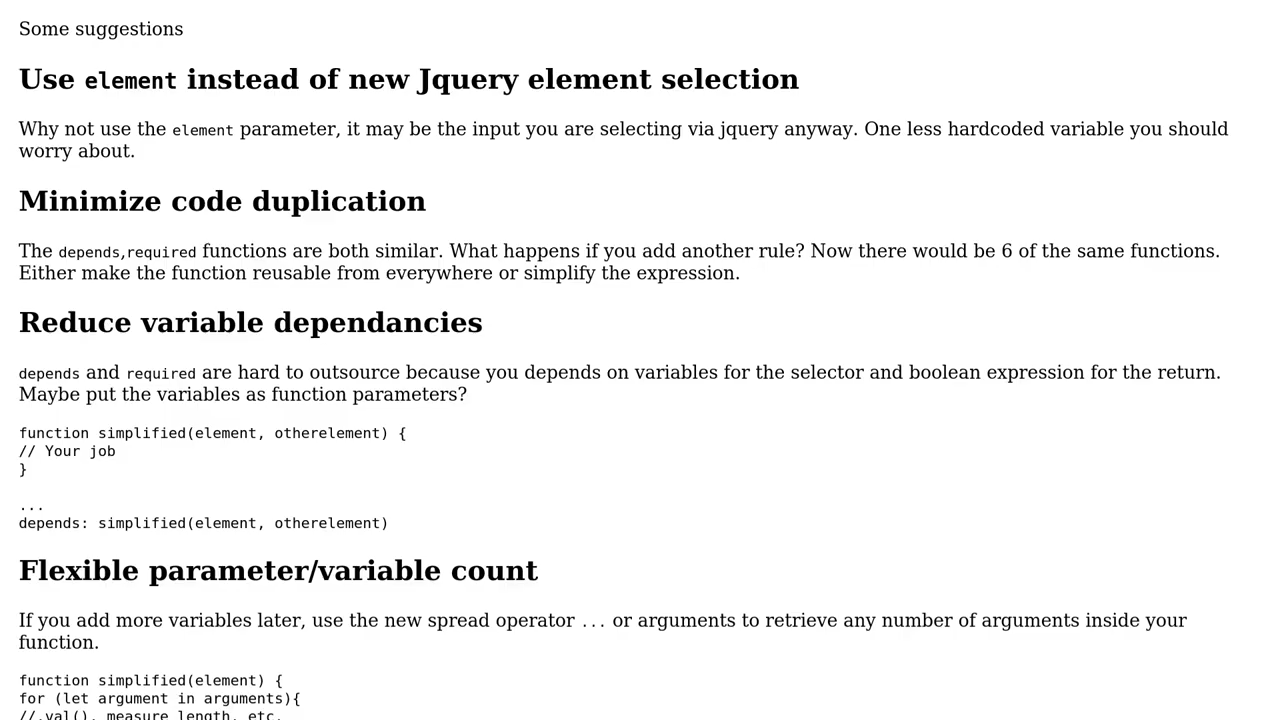 Some suggestions
Use element instead of new Jquery element selection
Why not use the element parameter, it may be the input you are selecting via jquery anyway. One less hardcoded variable you should
worry about.
Minimize code duplication
The depends,required functions are both similar. What happens if you add another rule? Now there would be 6 of the same functions.
Either make the function reusable from everywhere or simplify the expression.
Reduce variable dependancies
depends and required are hard to outsource because you depends on variables for the selector and boolean expression for the return.
Maybe put the variables as function parameters?
function simplified(element, otherelement) {
// Your job
}
...
depends: simplified(element, otherelement)
Flexible parameter/variable count
If you add more variables later, use the new spread operator ... or arguments to retrieve any number of arguments inside your
function.
function simplified(element) {
for (let argument in arguments){
//.val(), measure length, etc.